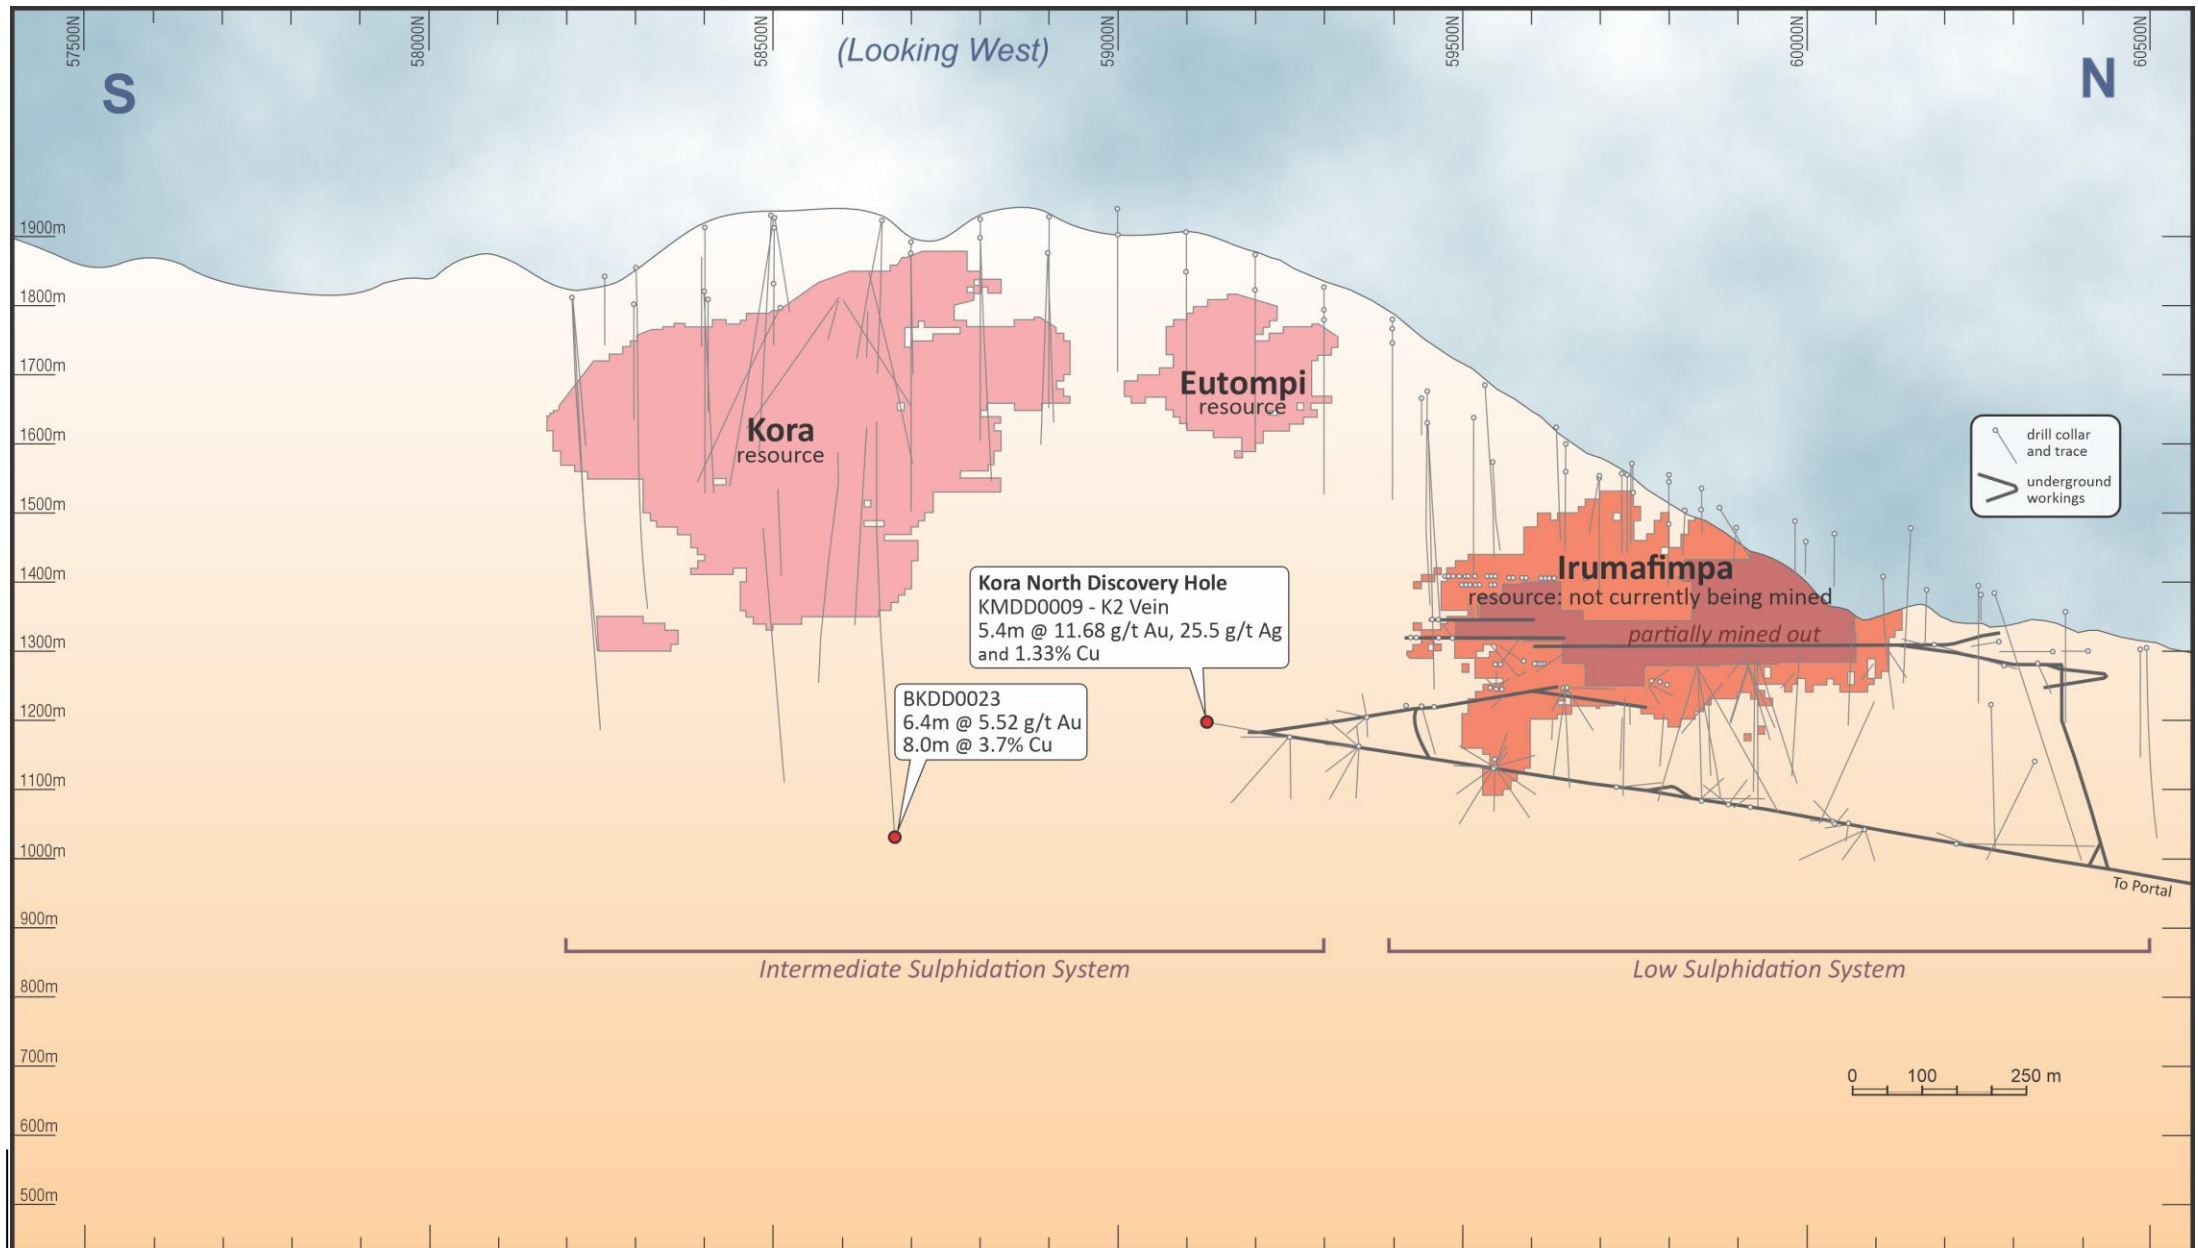 57500N
58000N
58500N
59000N
59500N
60000N
60500N
(Looking West)
S
N
1900m
1800m
1700m
1600m
1500m
1400m
1300m
1200m
1100m
1000m
900m
800m
700m
600m
500m
Kora
resource
Eutompi
resource
Irumafimpa
resource: not currently being mined
partially mined out
drill collar
and trace
underground
workings
Kora North Discovery Hole
KMDD0009 - K2 Vein
5.4m @ 11.68 g/t Au, 25.5 g/t Ag
and 1.33% Cu
BKDD0023
6.4m @ 5.52 g/t Au
8.0m @ 3.7% Cu
To Portal
Intermediate Sulphidation System
Low Sulphidation System
0 100 250 m